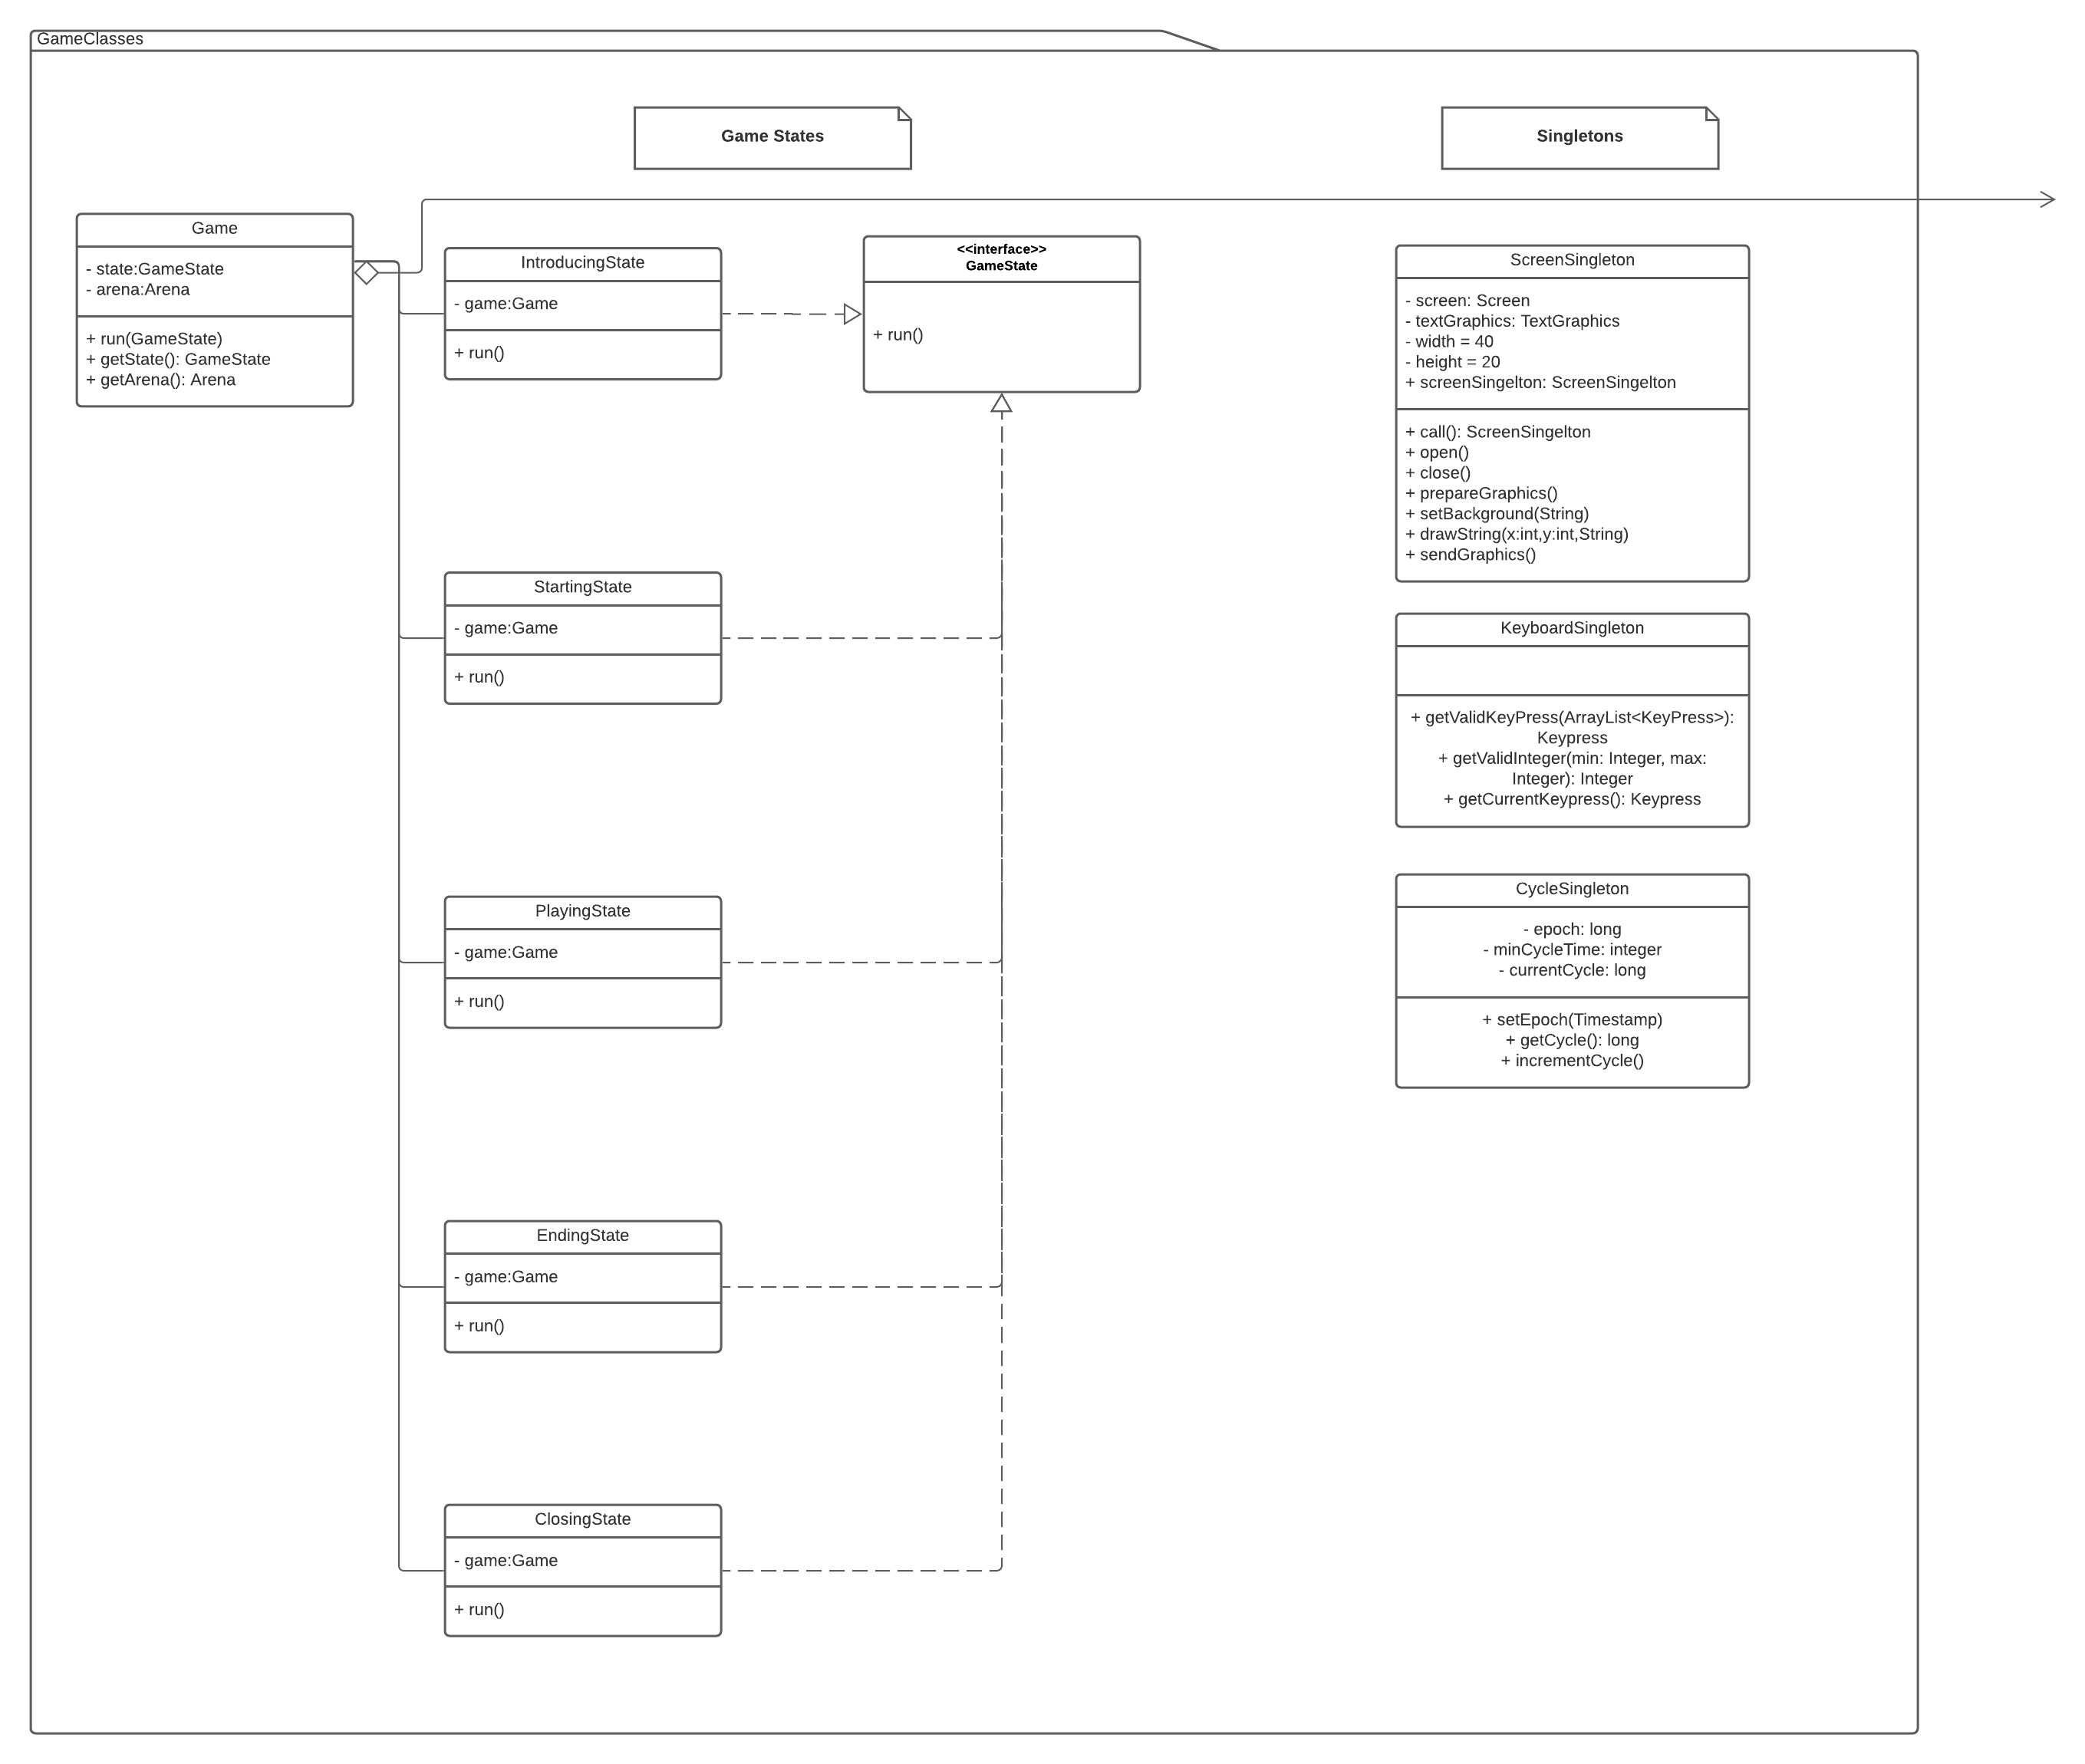 GameClasses
Game States
Singletons
Game
- state:GameState
- arena:Arena
+ run(GameState)
+ getState(): GameState
+ getArena(): Arena
IntroducingState
- game:Game
+ run()
<<interface>>
GameState
+ run()
StartingState
- game:Game
+ run()
PlayingState
- game:Game
+ run()
EndingState
- game:Game
+ run()
ClosingState
- game:Game
+ run()
ScreenSingleton
- screen: Screen
- textGraphics: TextGraphics
- width = 40
- height = 20
+ screenSingelton: ScreenSingelton
+ call(): ScreenSingelton
+ open()
+ close()
+ prepareGraphics()
+ setBackground(String)
+ drawString(x:int,y:int,String)
+ sendGraphics()
KeyboardSingleton
+ getValidKeyPress(ArrayList<KeyPress>):
Keypress
+ getValidInteger(min: Integer, max:
Integer): Integer
+ getCurrentKeypress(): Keypress
CycleSingleton
- epoch: long
- minCycleTime: integer
- currentCycle: long
+ setEpoch(Timestamp)
+ getCycle(): long
+ incrementCycle()